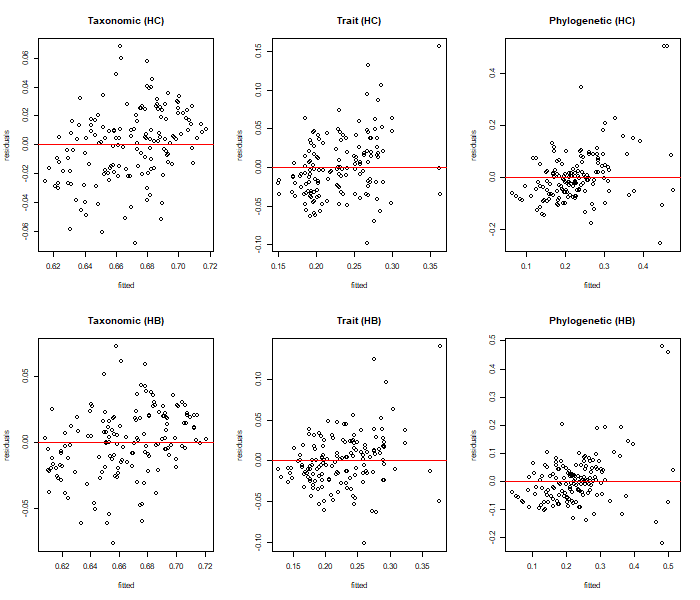 Taxonomic (HC)
residuals
0.06
0.04
0.02
0.00
-0.02
-0.04
-0.06
0.62 0.64 0.66 0.68 0.70 0.72
fitted
Trait (HC)
residuals
0.15
0.10
0.05
0.00
-0.05
-0.10
0.15 0.20 0.25 0.30 0.35
fitted
Phylogenetic (HC)
residuals
0.4
0.2
0.0
-0.2
0.1 0.2 0.3 0.4
fitted
Taxonomic (HB)
residuals
0.05
0.00
-0.05
0.62 0.64 0.66 0.68 0.70 0.72
fitted
Trait (HB)
residuals
0.10
0.05
0.00
-0.05
-0.10
0.15 0.20 0.25 0.30 0.35
fitted
Phylogenetic (HB)
residuals
0.5
0.4
0.3
0.2
0.1
0.0
-0.1
-0.2
0.1 0.2 0.3 0.4 0.5
fitted